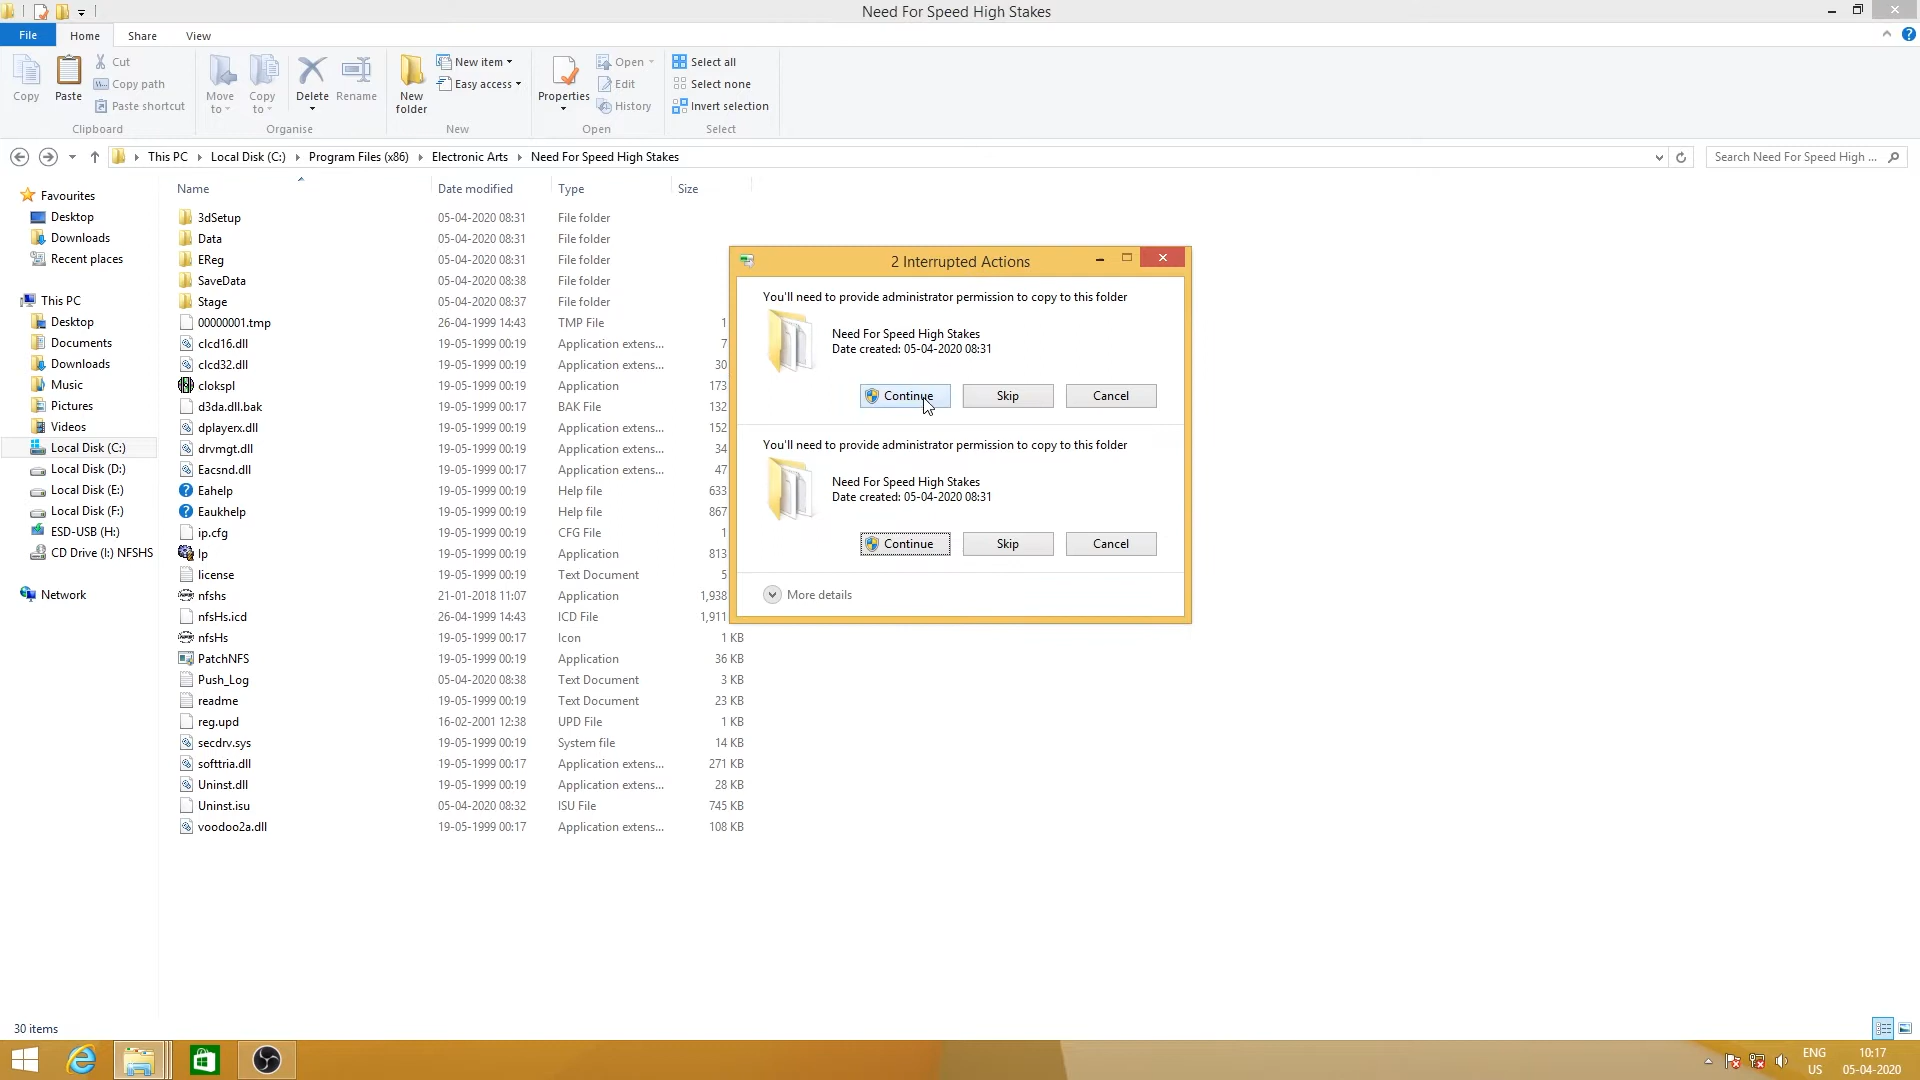 Need For Speed High Stakes
File Home Share View
Copy
Paste
Cut
Copy path
Paste shortcut
Clipboard
Move to
Copy to
Delete
Rename
Organise
New folder
New item
Easy access
New
Properties
Open
Edit
History
Open
Select all
Select none
Invert selection
Select
This PC Local Disk (C:) Program Files (x86) Electronic Arts Need For Speed High Stakes
Search Need For Speed High ...
Favourites
Desktop
Downloads
Recent places
This PC
Desktop
Documents
Downloads
Music
Pictures
Videos
Local Disk (C:)
Local Disk (D:)
Local Disk (E:)
Local Disk (F:)
ESD-USB (H:)
CD Drive (I:) NFSHS
Network
Name Date modified Type Size
3dSetup 05-04-2020 08:31 File folder
Data 05-04-2020 08:31 File folder
EReg 05-04-2020 08:31 File folder
SaveData 05-04-2020 08:38 File folder
Stage 05-04-2020 08:37 File folder
00000001.tmp 26-04-1999 14:43 TMP File 1
clcd16.dll 19-05-1999 00:19 Application extens... 7
clcd32.dll 19-05-1999 00:19 Application extens... 30
clokspl 19-05-1999 00:19 Application 173
d3da.dll.bak 19-05-1999 00:17 BAK File 132
dplayerx.dll 19-05-1999 00:19 Application extens... 152
drvmgt.dll 19-05-1999 00:19 Application extens... 34
Eacsnd.dll 19-05-1999 00:17 Application extens... 47
Eahelp 19-05-1999 00:19 Help file 633
Eaukhelp 19-05-1999 00:19 Help file 867
ip.cfg 19-05-1999 00:19 CFG File 1
Ip 19-05-1999 00:19 Application 813
license 19-05-1999 00:19 Text Document 5
nfshs 21-01-2018 11:07 Application 1,938
nfsHs.icd 26-04-1999 14:43 ICD File 1,911
nfsHs 19-05-1999 00:17 Icon 1 KB
PatchNFS 19-05-1999 00:19 Application 36 KB
Push_Log 05-04-2020 08:38 Text Document 3 KB
readme 19-05-1999 00:19 Text Document 23 KB
reg.upd 16-02-2001 12:38 UPD File 1 KB
secdrv.sys 19-05-1999 00:19 System file 14 KB
softtria.dll 19-05-1999 00:17 Application extens... 271 KB
Uninst.dll 19-05-1999 00:19 Application extens... 28 KB
Uninst.isu 05-04-2020 08:32 ISU File 745 KB
voodoo2a.dll 19-05-1999 00:17 Application extens... 108 KB
2 Interrupted Actions
You'll need to provide administrator permission to copy to this folder
Need For Speed High Stakes
Date created: 05-04-2020 08:31
Continue Skip Cancel
You'll need to provide administrator permission to copy to this folder
Need For Speed High Stakes
Date created: 05-04-2020 08:31
Continue Skip Cancel
More details
30 items
ENG
US
10:17
05-04-2020